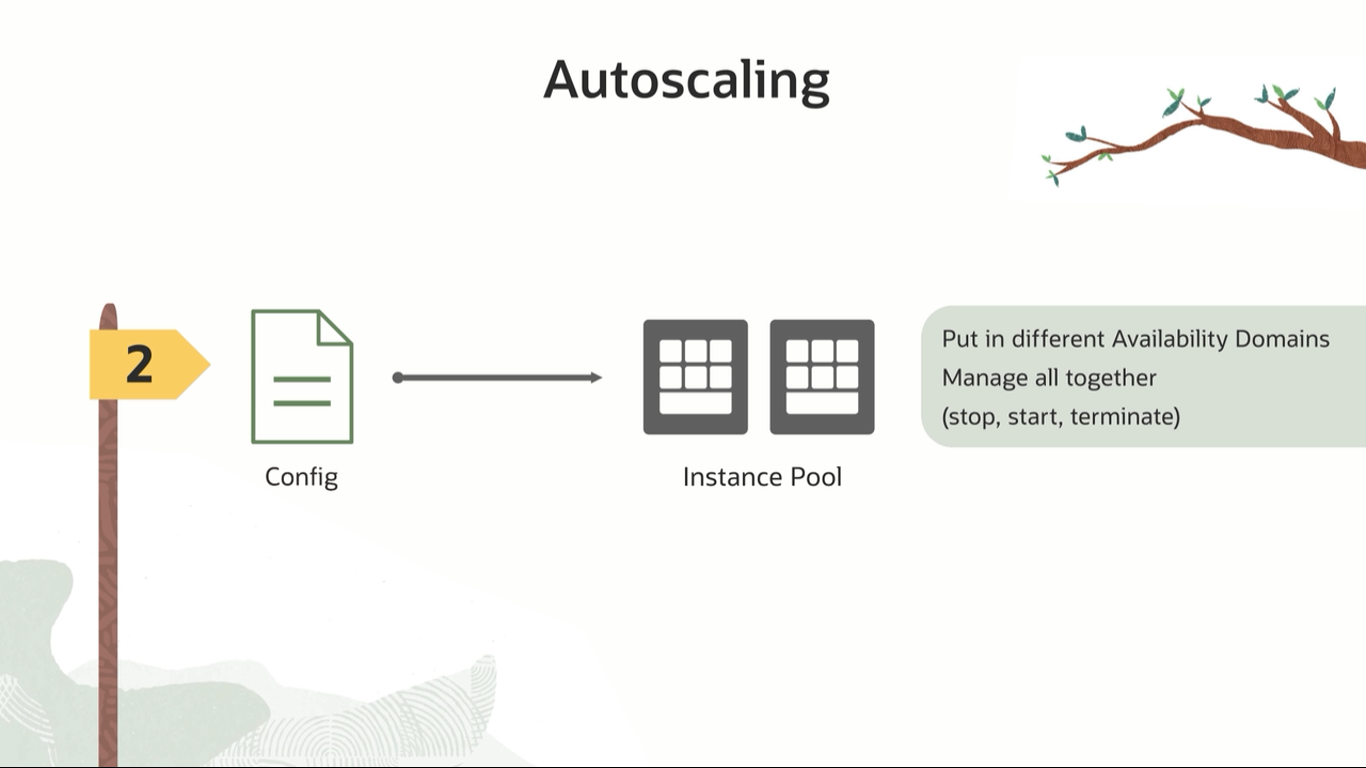 Autoscaling
2
Config
Instance Pool
Put in different Availability Domains
Manage all together
(stop, start, terminate)